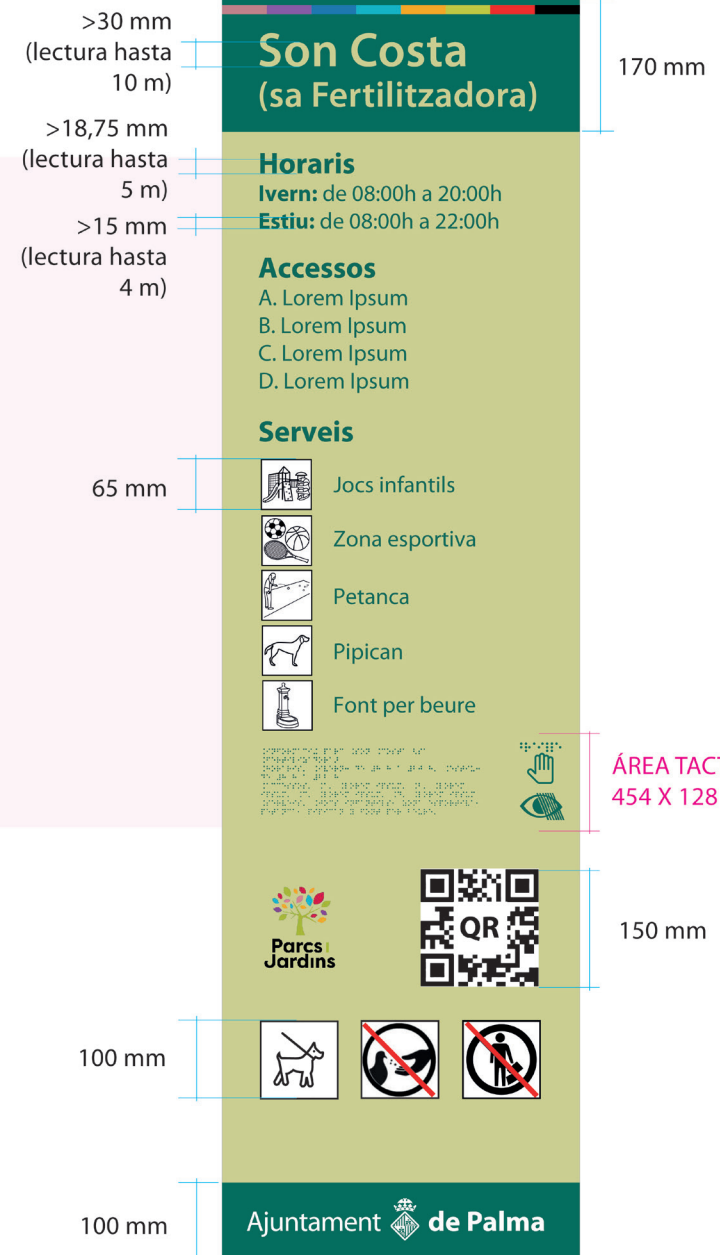 >30 mm
(lectura hasta
10 m)
Son Costa
(sa Fertilitzadora)
170 mm
>18,75 mm
(lectura hasta
5 m)
Horaris
Ivern: de 08:00h a 20:00h
Estiu: de 08:00h a 22:00h
>15 mm
(lectura hasta
4 m)
Accessos
A. Lorem Ipsum
B. Lorem Ipsum
C. Lorem Ipsum
D. Lorem Ipsum
Serveis
65 mm
Jocs infantils
Zona esportiva
Petanca
Pipican
Font per beure
ÁREA TACT
454 X 128
Parcs i
Jardins
QR
150 mm
100 mm
100 mm
Ajuntament de Palma